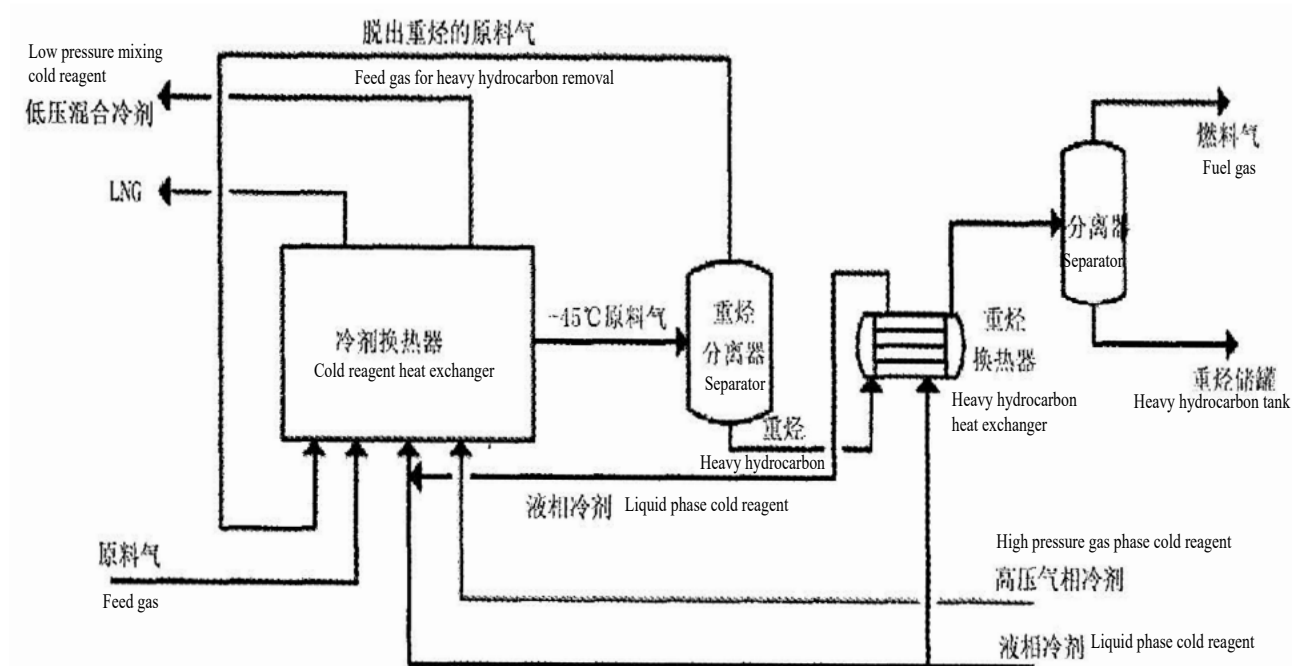 脱出重烃的原料气
Feed gas for heavy hydrocarbon removal
Low pressure mixing
cold reagent
低压混合冷剂
LNG
燃料气
Fuel gas
分离器
Separator
-45℃原料气
重烃
分离器
Separator
冷剂换热器
Cold reagent heat exchanger
重烃
换热器
Heavy hydrocarbon
heat exchanger
重烃储罐
Heavy hydrocarbon tank
重烃
Heavy hydrocarbon
液相冷剂 Liquid phase cold reagent
原料气
Feed gas
High pressure gas phase cold reagent
高压气相冷剂
液相冷剂 Liquid phase cold reagent